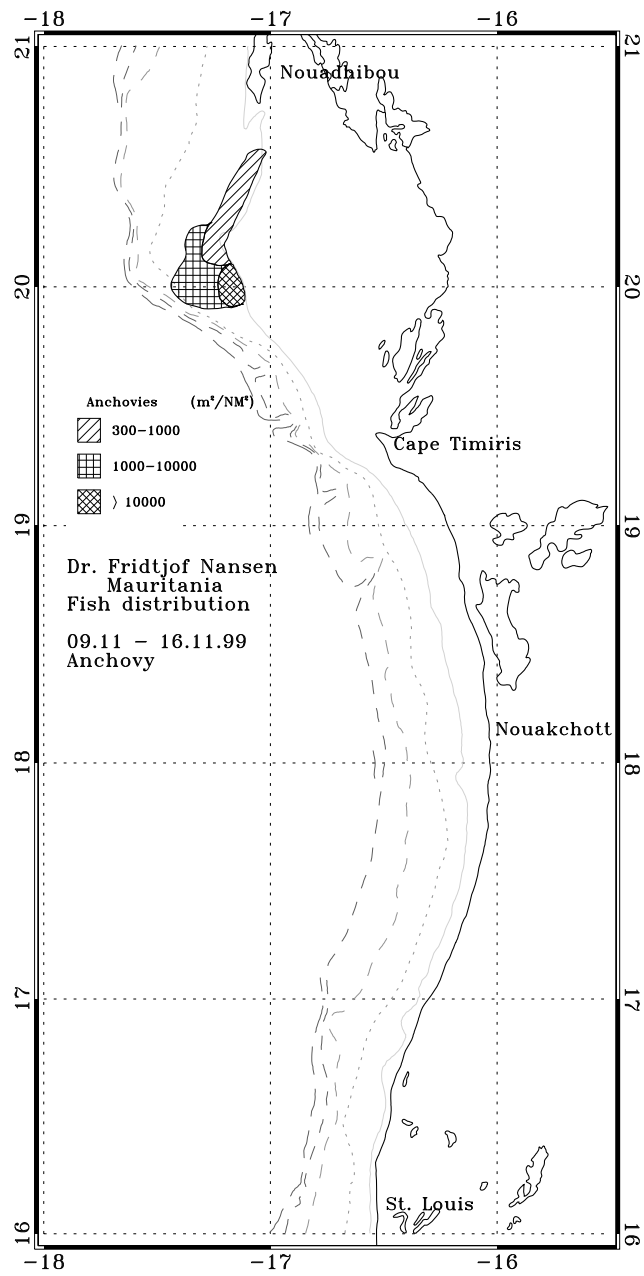 -18 -17 -16
21 21
Nouadhibou
20 20
Anchovies (m²/NM²)
300-1000
1000-10000
> 10000
Cape Timiris
19 19
Dr. Fridtjof Nansen
Mauritania
Fish distribution
09.11 - 16.11.99
Anchovy
Nouakchott
18 18
17 17
St. Louis
16 16
-18 -17 -16